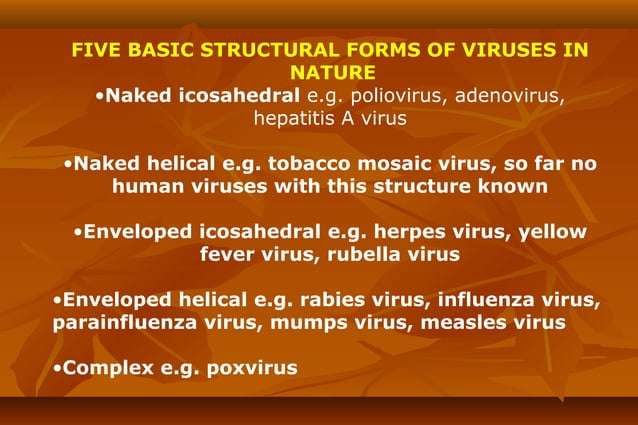 FIVE BASIC STRUCTURAL FORMS OF VIRUSES IN
NATURE
•Naked icosahedral e.g. poliovirus, adenovirus,
hepatitis A virus
•Naked helical e.g. tobacco mosaic virus, so far no
human viruses with this structure known
•Enveloped icosahedral e.g. herpes virus, yellow
fever virus, rubella virus
•Enveloped helical e.g. rabies virus, influenza virus,
parainfluenza virus, mumps virus, measles virus
•Complex e.g. poxvirus